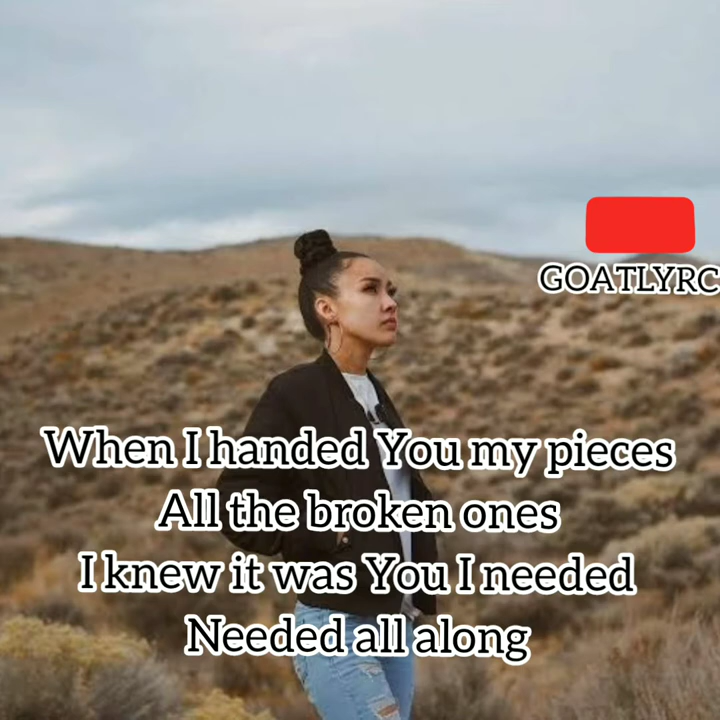 GOATLYRC
When I handed You my pieces
All the broken ones
I knew it was You I needed
Needed all along